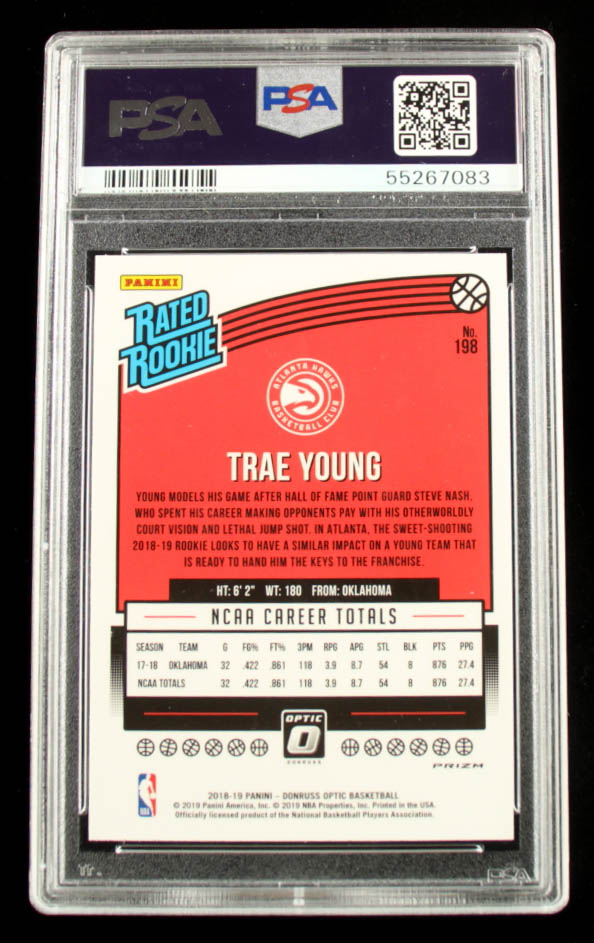 PSA
PSA
55267083
PANINI
RATED
ROOKIE
No.
198
ATLANTA HAWKS
BASKETBALL CLUB
TRAE YOUNG
YOUNG MODELS HIS GAME AFTER HALL OF FAME POINT GUARD STEVE NASH,
WHO SPENT HIS CAREER MAKING OPPONENTS PAY WITH HIS OTHERWORLDLY
COURT VISION AND LETHAL JUMP SHOT. IN ATLANTA, THE SWEET-SHOOTING
2018-19 ROOKIE LOOKS TO HAVE A SIMILAR IMPACT ON A YOUNG TEAM THAT
IS READY TO HAND HIM THE KEYS TO THE FRANCHISE.
HT: 6' 2" WT: 180 FROM: OKLAHOMA
NCAA CAREER TOTALS
SEASON TEAM G FG% FT% 3PM RPG APG STL BLK PTS PPG
17-18 OKLAHOMA 32 .422 .861 118 3.9 8.7 54 8 876 27.4
NCAA TOTALS 32 .422 .861 118 3.9 8.7 54 8 876 27.4
OPTIC
O
DONRUSS
PRIZM
NBA
2018-19 PANINI - DONRUSS OPTIC BASKETBALL
© 2019 Panini America, Inc. © 2019 NBA Properties, Inc. Printed in the USA.
Officially licensed product of the National Basketball Players Association.
PSA